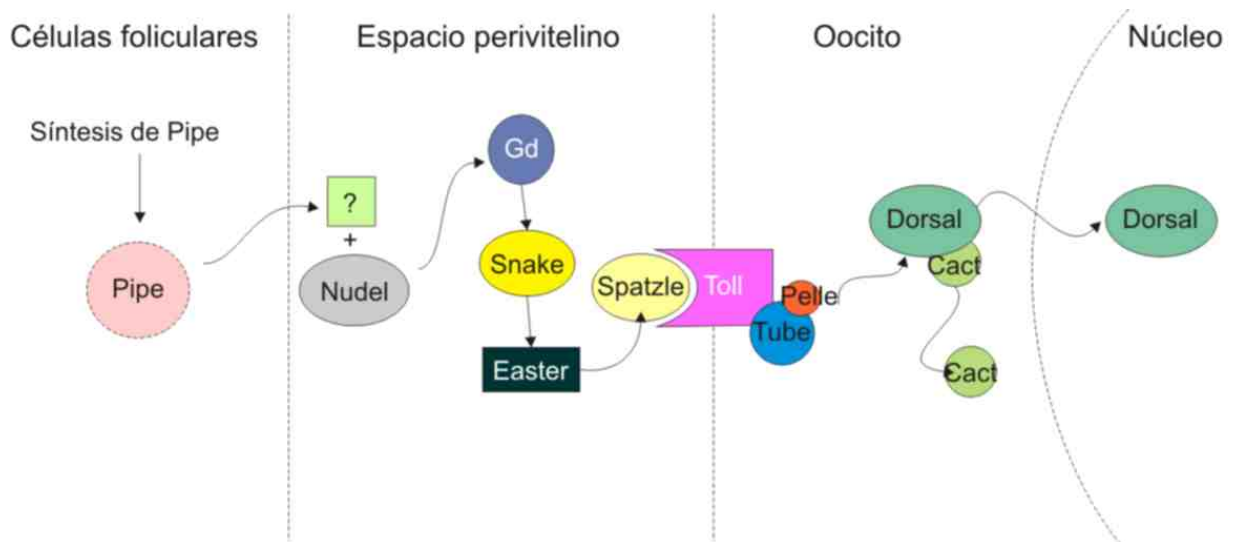 Células foliculares
Espacio perivitelino
Oocito
Núcleo
Síntesis de Pipe
Pipe
?
+
Nudel
Gd
Snake
Easter
Spatzle
Toll
Pelle
Tube
Dorsal
Cact
Cact
Dorsal